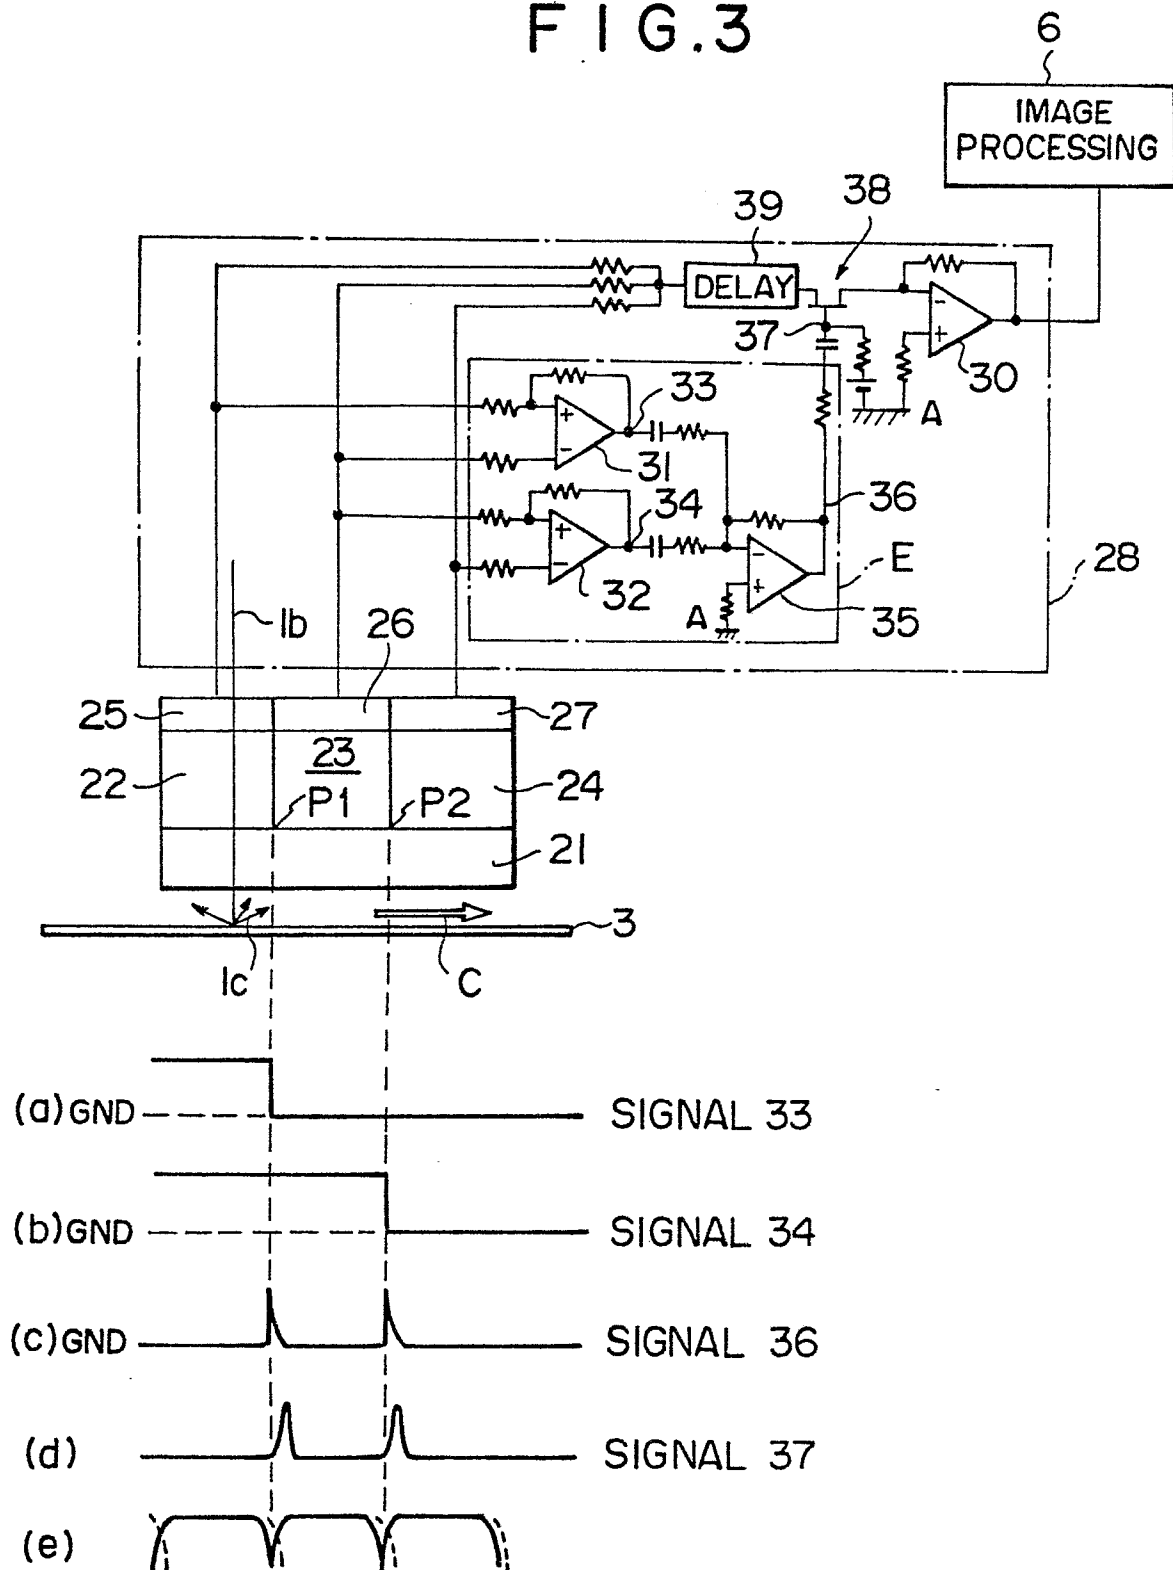 FIG.3
6
IMAGE
PROCESSING
38
39
DELAY
37
30
A
33
31
34
36
32
E
28
A
35
1b
26
25
27
23
22
24
P1
P2
21
3
1c
C
(a) GND SIGNAL 33
(b) GND SIGNAL 34
(c) GND SIGNAL 36
(d) SIGNAL 37
(e)